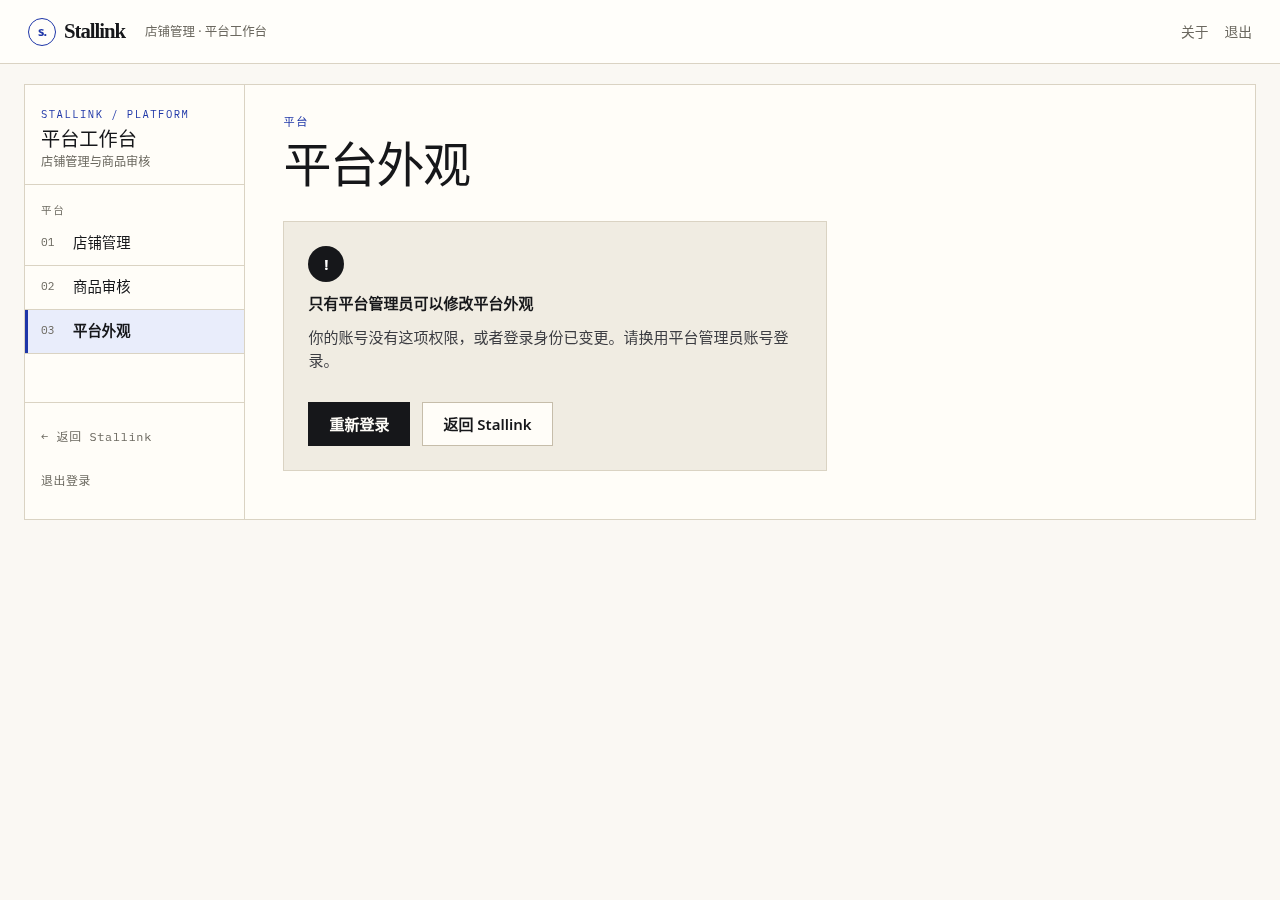 s. Stallink 店铺管理 · 平台工作台 关于 退出
STALLINK / PLATFORM
平台工作台
店铺管理与商品审核
平台
01 店铺管理
02 商品审核
03 平台外观
← 返回 Stallink
退出登录
平台
平台外观
!
只有平台管理员可以修改平台外观
你的账号没有这项权限，或者登录身份已变更。请换用平台管理员账号登
录。
重新登录 返回 Stallink